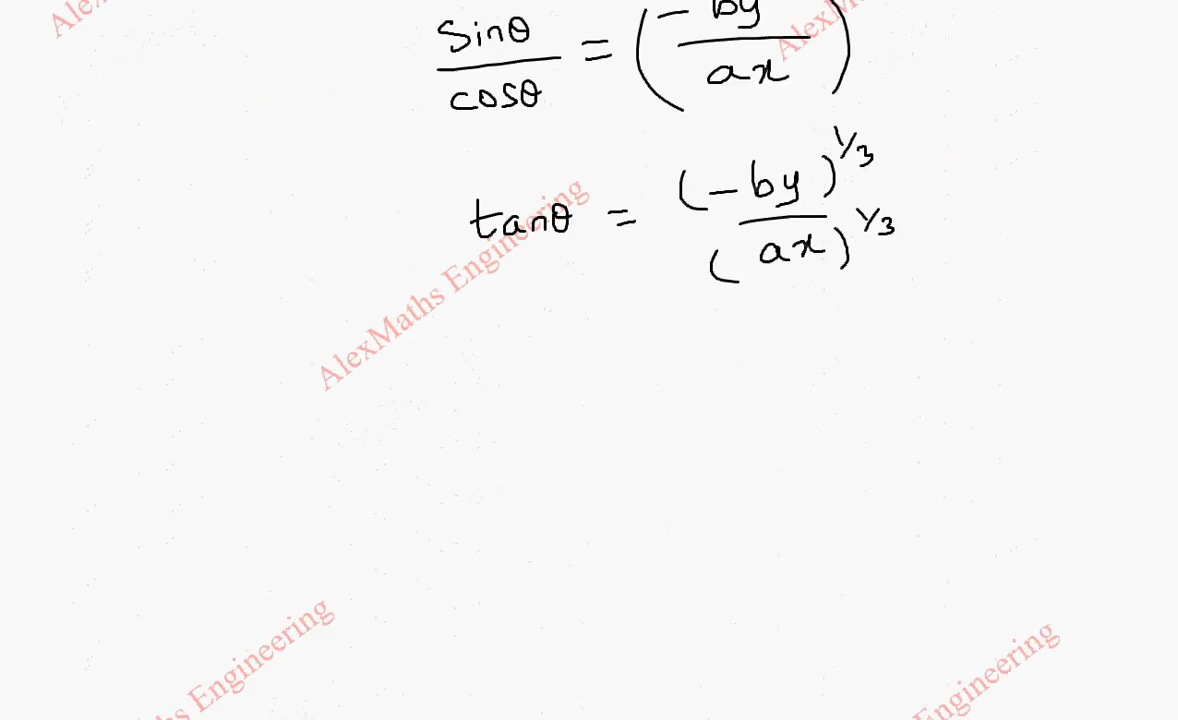 sinθ/cosθ = (-by/ax)
tanθ = (-by)^1/3/(ax)^1/3
AlexMaths Engineering
Engineering
Engineering